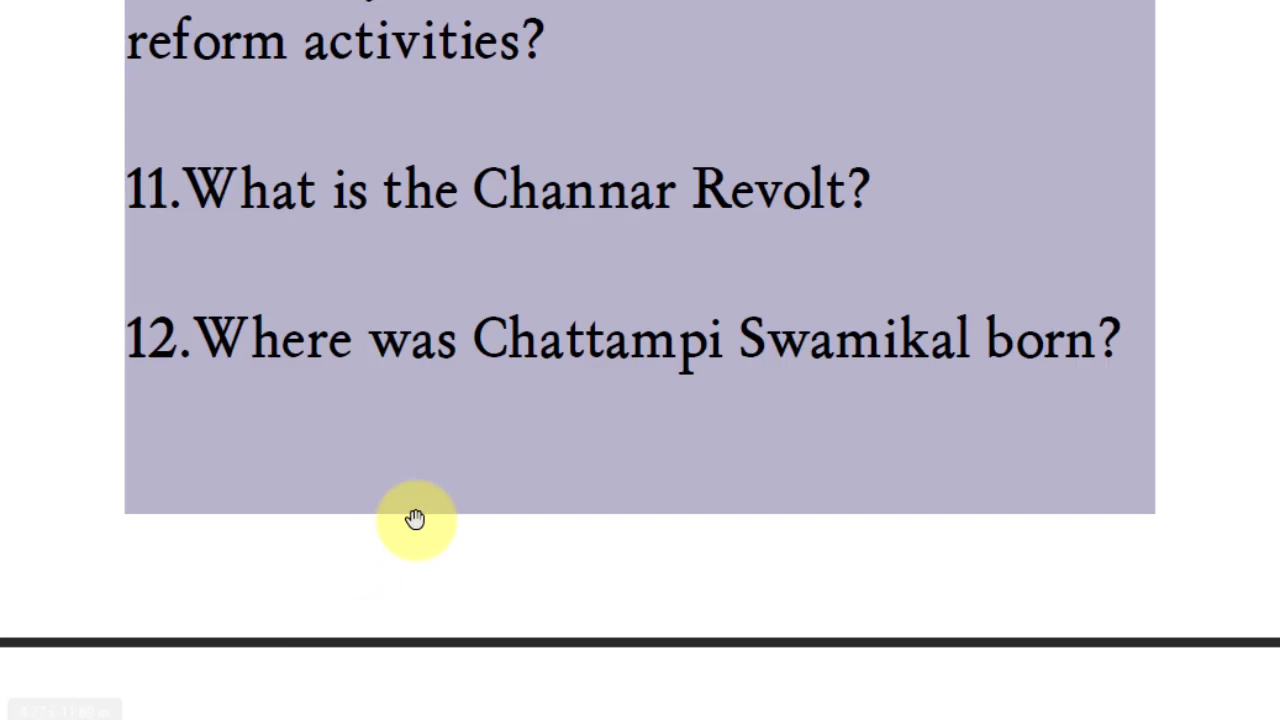 reform activities?
11.What is the Channar Revolt?
12.Where was Chattampi Swamikal born?